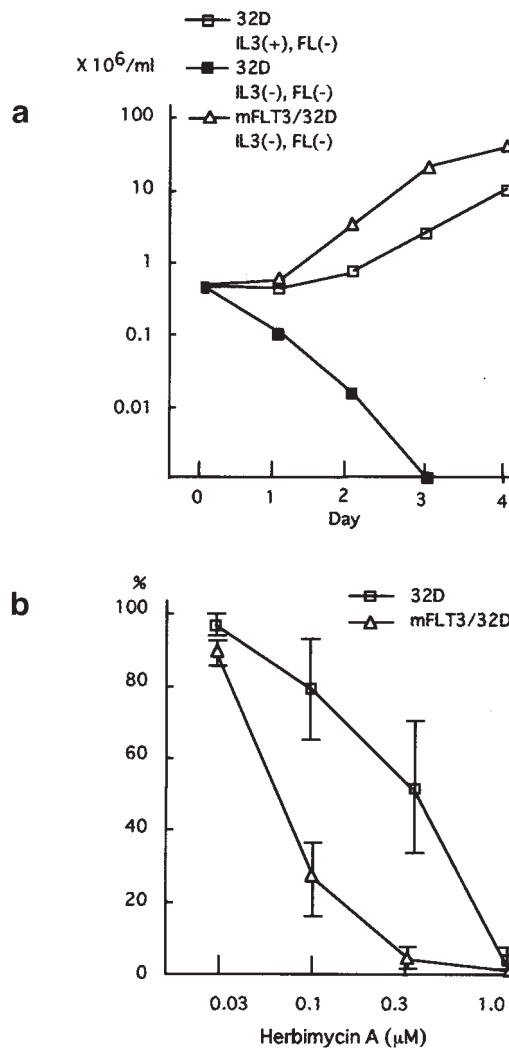 32D
IL3(+), FL(-)
X 10⁶/ml
32D
IL3(-), FL(-)
a
mFLT3/32D
IL3(-), FL(-)
100
10
1
0.1
0.01
0 1 2 3 4
Day
b
%
32D
mFLT3/32D
100
80
60
40
20
0
0.03 0.1 0.3 1.0
Herbimycin A (μM)